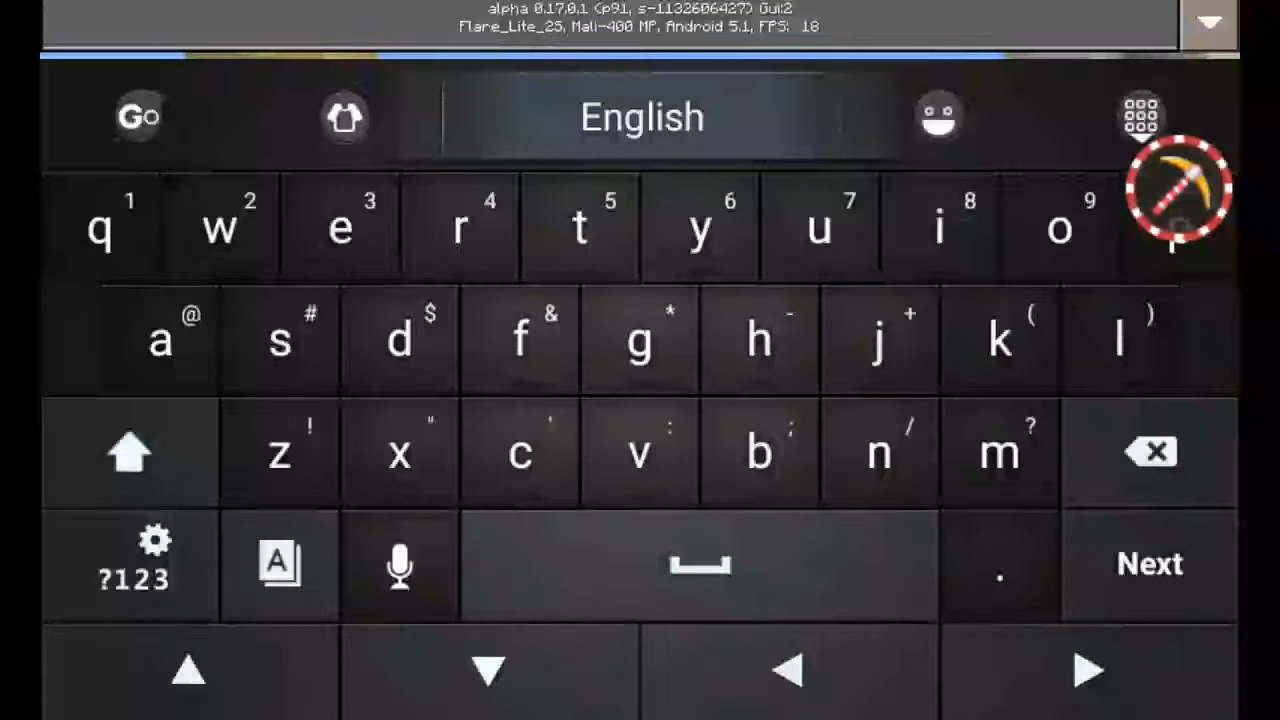 alpha 0.17.0.1 (p91, s-1132606427) Gui:2
Flare_Lite_25, Mali-400 MP, Android 5.1, FPS: 18
GO English
q 1 w 2 e 3 r 4 t 5 y 6 u 7 i 8 o 9 p
a @ s # d $ f & g * h - j + k ( l )
z ! x " c ' v : b ; n / m ?
?123 A . Next